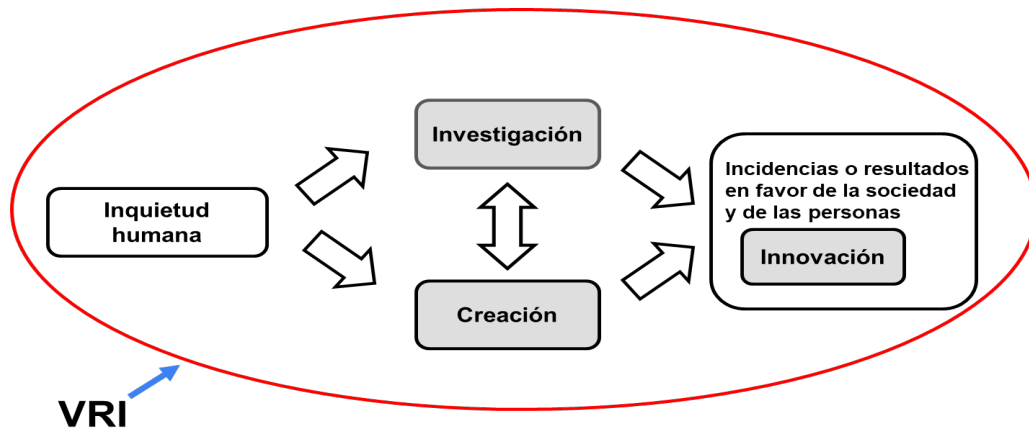 Inquietud
humana
Investigación
Creación
Incidencias o resultados
en favor de la sociedad
y de las personas
Innovación
VRI